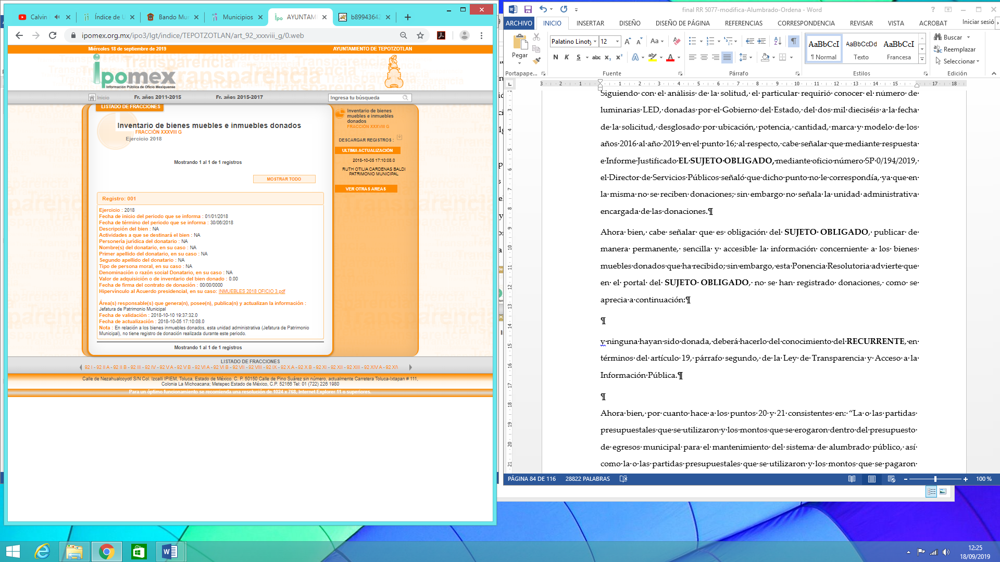 Calvin
Índice de U
Bando Mu
Municipios
AYUNTAM
b8994364
ipomex.org.mx/ipo3/lgt/indice/TEPOTZOTLAN/art_92_xxxviii_g/0.web
Miércoles 18 de septiembre de 2019
AYUNTAMIENTO DE TEPOTZOTLAN
ipomex
Información Pública de Oficio Mexiquense
Inicio
Fr. años 2011-2015
Fr. años 2015-2017
Ingresa tu búsqueda
LISTADO DE FRACCIONES
Inventario de bienes muebles e inmuebles donados
FRACCIÓN XXXVIII G
Ejercicio 2018
Mostrando 1 al 1 de 1 registros
MOSTRAR TODO
Registro: 001
Ejercicio : 2018
Fecha de inicio del periodo que se informa : 01/01/2018
Fecha de término del periodo que se informa : 30/06/2018
Descripción del bien : NA
Actividades a que se destinará el bien : NA
Personería jurídica del donatario : NA
Nombre(s) del donatario, en su caso : NA
Primer apellido del donatario, en su caso : NA
Segundo apellido del donatario : NA
Tipo de persona moral, en su caso : NA
Denominación o razón social Donatario, en su caso : NA
Valor de adquisición o de inventario del bien donado : 0.00
Fecha de firma del contrato de donación : 00/00/0000
Hipervínculo al Acuerdo presidencial, en su caso: INMUEBLES 2018 OFICIO 3.pdf
Área(s) responsable(s) que genera(n), posee(n), publica(n) y actualizan la información :
Jefatura de Patrimonio Municipal
Fecha de validación : 2018-10-10 19:37:32.0
Fecha de actualización : 2018-10-05 17:10:08.0
Nota : En relación a los bienes inmuebles donados, esta unidad administrativa (Jefatura de Patrimonio
Municipal), no tiene registro de donación realizada durante este periodo.
Mostrando 1 al 1 de 1 registros
Inventario de bienes
muebles e inmuebles
donados
FRACCIÓN XXXVIII G
DESCARGAR REGISTROS :
ULTIMA ACTUALIZACIÓN
2018-10-05 17:10:08.0
RUTH OTILIA CARDENAS BALDI
PATRIMONIO MUNICIPAL
VER OTRAS AREAS
LISTADO DE FRACCIONES
92 I - 92 II A - 92 II B - 92 III - 92 IV - 92 V A - 92 V B - 92 VI A - 92 VI B - 92 VII - 92 VIII - 92 IX - 92 X A - 92 X B - 92 XI - 92 XII - 92 XIII - 92 XIV A - 92 XIV
Calle de Nezahualcoyotl S/N Col. Izcalli IPIEM, Toluca, Estado de México. C. P. 50150 Calle de Pino Suárez sin número, actualmente Carretera Toluca-Ixtapan # 111,
Colonia La Michoacana; Metepec Estado de México, C.P. 52166 Tel: 01 (722) 226 1980
Para un óptimo funcionamiento se recomienda una resolución de 1024 x 768, Internet Explorer 11 o superiores.
final RR 5077-modifica-Alumbrado-Ordena - Word
ARCHIVO INICIO INSERTAR DISEÑO DISEÑO DE PÁGINA REFERENCIAS CORRESPONDENCIA REVISAR VISTA ACROBAT Iniciar sesió
Pegar
Palatino Linoty 12
N K S abc x₂ x² A A
Aa
AaBbCcI AaBbCcDd AaBbCcI
¶ Normal Texto Francesa
Buscar
Reemplazar
Seleccionar
Portapape... Fuente Párrafo Estilos Edición
3 2 1 1 2 3 4 5 6 7 8 9 10 11 12 13 14 15 17 18
Siguiendo con el análisis de la solitud, el particular requirió conocer el número de
luminarias LED, donadas por el Gobierno del Estado, del dos mil dieciséis a la fecha
de la solicitud, desglosado por ubicación, potencia, cantidad, marca y modelo de los
años 2016 al año 2019 en el punto 16; al respecto, cabe señalar que mediante respuesta
e Informe Justificado EL SUJETO OBLIGADO, mediante oficio número SP 0/194/2019,
el Director de Servicios Públicos señaló que dicho punto no le correspondía, ya que en
la misma no se reciben donaciones; sin embargo no señala la unidad administrativa
encargada de las donaciones.¶
Ahora bien, cabe señalar que es obligación del SUJETO OBLIGADO, publicar de
manera permanente, sencilla y accesible la información concerniente a los bienes
muebles donados que ha recibido; sin embargo, esta Ponencia Resolutoria advierte que
en el portal del SUJETO OBLIGADO, no se han registrado donaciones, como se
aprecia a continuación:¶
¶
y ninguna hayan sido donada, deberá hacerlo del conocimiento del RECURRENTE, en
términos del artículo 19, párrafo segundo, de la Ley de Transparencia y Acceso a la
Información Pública.¶
¶
Ahora bien, por cuanto hace a los puntos 20 y 21 consistentes en: “La o las partidas
presupuestales que se utilizaron y los montos que se erogaron dentro del presupuesto
de egresos municipal para el mantenimiento del sistema de alumbrado público, así
como la o las partidas presupuestales que se utilizaron y los montos que se pagaron
PÁGINA 84 DE 116 28822 PALABRAS
100 %
12:25
18/09/2019